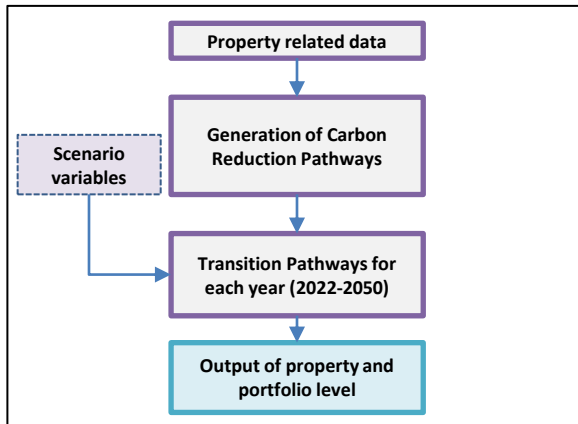 Property related data
Generation of Carbon
Reduction Pathways
Scenario
variables
Transition Pathways for
each year (2022-2050)
Output of property and
portfolio level